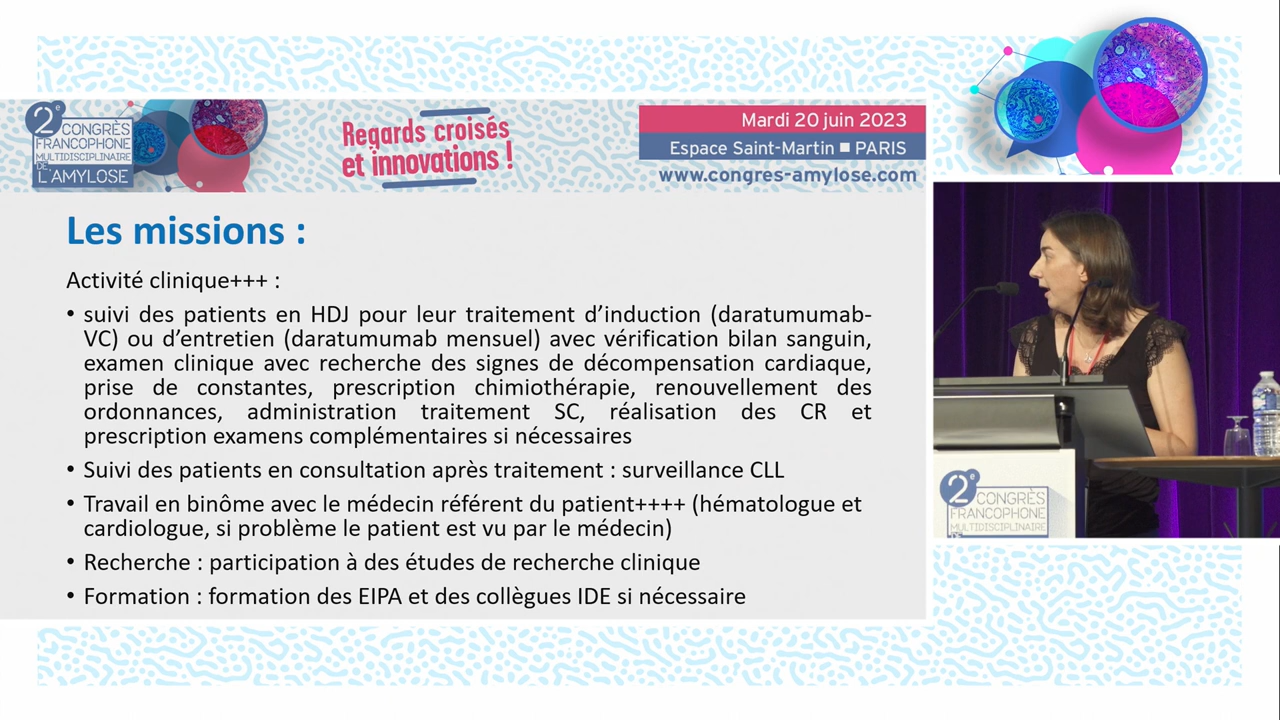 2e CONGRÈS
FRANCOPHONE
MULTIDISCIPLINAIRE
DE
L'AMYLOSE
Regards croisés
et innovations !
Mardi 20 juin 2023
Espace Saint-Martin ■ PARIS
www.congres-amylose.com
Les missions :
Activité clinique+++ :
• suivi des patients en HDJ pour leur traitement d’induction (daratumumab-
VC) ou d’entretien (daratumumab mensuel) avec vérification bilan sanguin,
examen clinique avec recherche des signes de décompensation cardiaque,
prise de constantes, prescription chimiothérapie, renouvellement des
ordonnances, administration traitement SC, réalisation des CR et
prescription examens complémentaires si nécessaires
• Suivi des patients en consultation après traitement : surveillance CLL
• Travail en binôme avec le médecin référent du patient++++ (hématologue et
cardiologue, si problème le patient est vu par le médecin)
• Recherche : participation à des études de recherche clinique
• Formation : formation des EIPA et des collègues IDE si nécessaire
2e CONGRÈS
FRANCOPHONE
MULTIDISCIPLINAIRE
DE